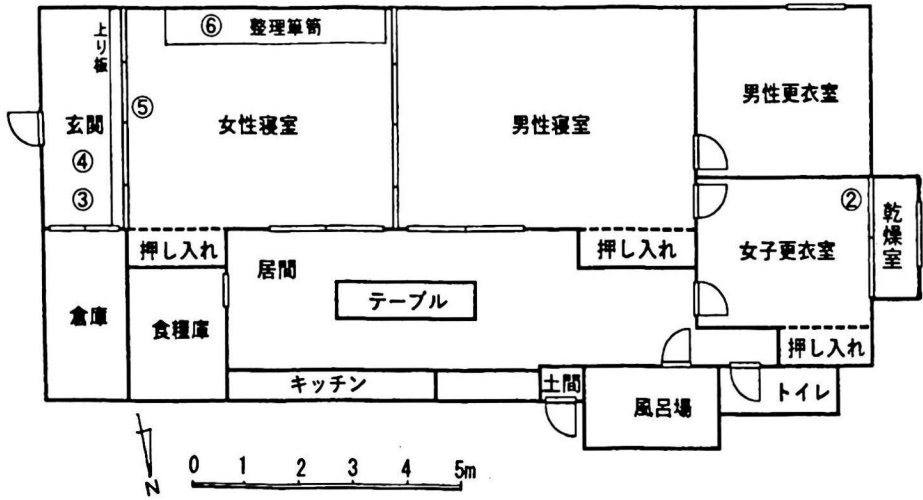 ⑥ 整理箪笥
上り板
男性更衣室
⑤
玄関
女性寝室
男性寝室
④
③
②
乾燥室
押し入れ
押し入れ
女子更衣室
居間
テーブル
倉庫
食糧庫
押し入れ
キッチン
土間
風呂場
トイレ
N
0 1 2 3 4 5m